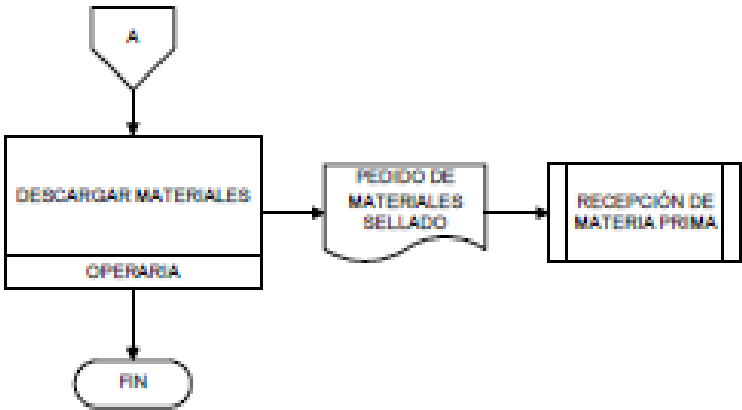 A
DESCARGAR MATERIALES
OPERARIA
PEDIDO DE
MATERIALES
SELLADO
RECEPCIÓN DE
MATERIA PRIMA
FIN